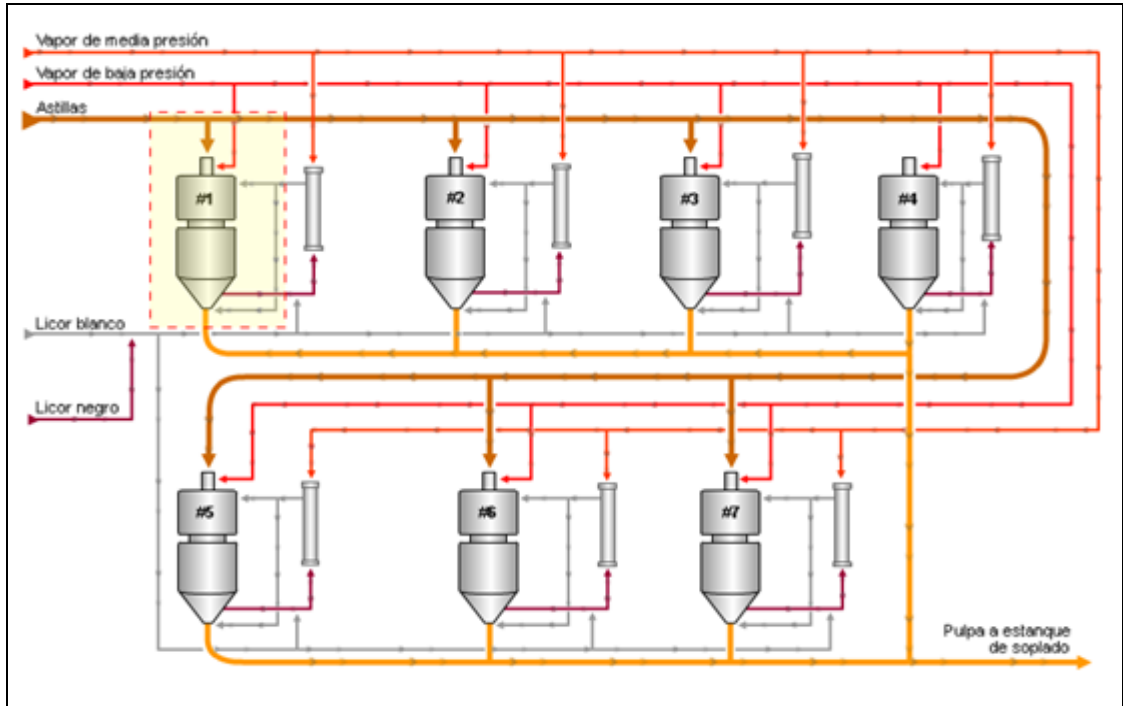 Vapor de media presión
Vapor de baja presión
Astillas
#1
#2
#3
#4
Licor blanco
Licor negro
#5
#6
#7
Pulpa a estanque
de soplado